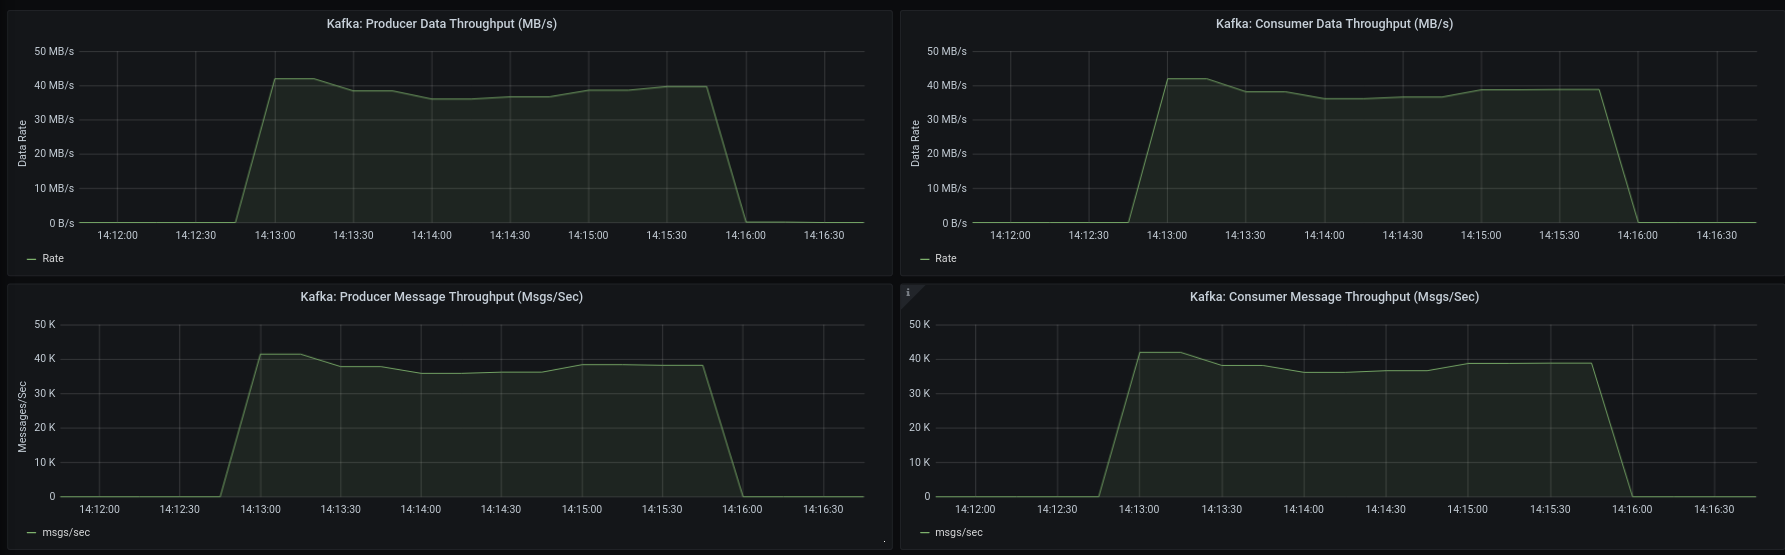 Kafka: Producer Data Throughput (MB/s)
50 MB/s
40 MB/s
30 MB/s
20 MB/s
10 MB/s
0 B/s
Data Rate
14:12:00 14:12:30 14:13:00 14:13:30 14:14:00 14:14:30 14:15:00 14:15:30 14:16:00 14:16:30
Rate
Kafka: Consumer Data Throughput (MB/s)
50 MB/s
40 MB/s
30 MB/s
20 MB/s
10 MB/s
0 B/s
Data Rate
14:12:00 14:12:30 14:13:00 14:13:30 14:14:00 14:14:30 14:15:00 14:15:30 14:16:00 14:16:30
Rate
Kafka: Producer Message Throughput (Msgs/Sec)
50 K
40 K
30 K
20 K
10 K
0
Messages/Sec
14:12:00 14:12:30 14:13:00 14:13:30 14:14:00 14:14:30 14:15:00 14:15:30 14:16:00 14:16:30
msgs/sec
i
Kafka: Consumer Message Throughput (Msgs/Sec)
50 K
40 K
30 K
20 K
10 K
0
14:12:00 14:12:30 14:13:00 14:13:30 14:14:00 14:14:30 14:15:00 14:15:30 14:16:00 14:16:30
msgs/sec